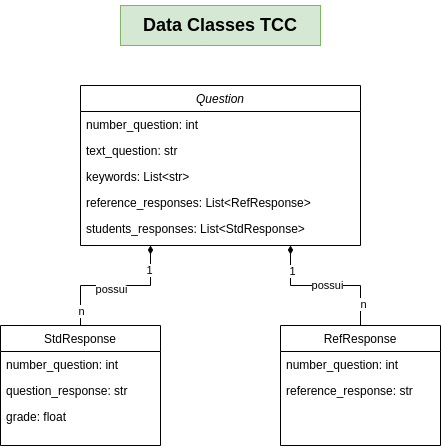 Data Classes TCC
Question
number_question: int
text_question: str
keywords: List<str>
reference_responses: List<RefResponse>
students_responses: List<StdResponse>
1
1
possui
possui
n
n
StdResponse
number_question: int
question_response: str
grade: float
RefResponse
number_question: int
reference_response: str